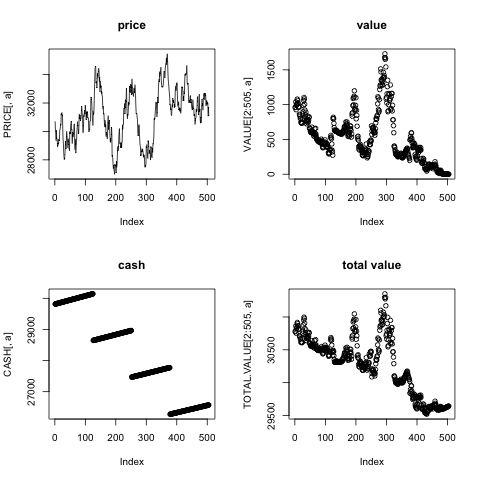 price
PRICE[, a]
28000
32000
0 100 200 300 400 500
Index
value
VALUE[2:505, a]
0 500 1000 1500
0 100 200 300 400 500
Index
cash
CASH[, a]
27000
29000
0 100 200 300 400 500
Index
total value
TOTAL.VALUE[2:505, a]
29500
30500
0 100 200 300 400 500
Index